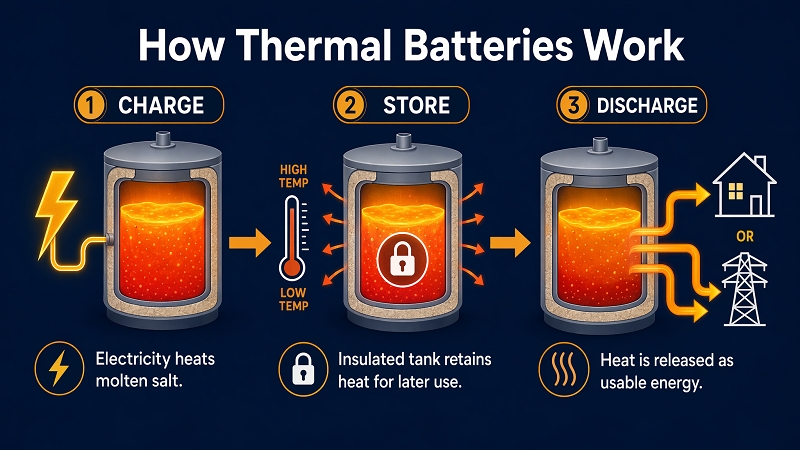 How Thermal Batteries Work
1 CHARGE
2 STORE
3 DISCHARGE
HIGH
TEMP
LOW
TEMP
OR
Electricity heats
molten salt.
Insulated tank retains
heat for later use.
Heat is released as
usable energy.